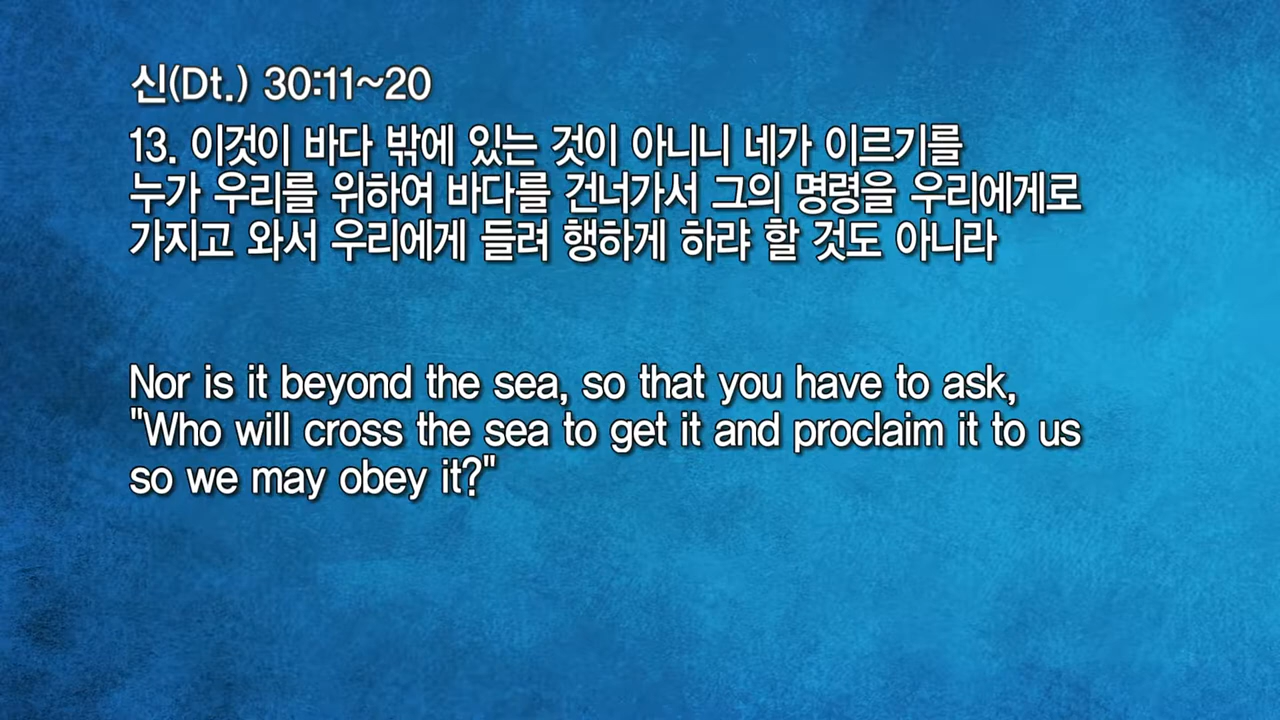 신(Dt.) 30:11~20
13. 이것이 바다 밖에 있는 것이 아니니 네가 이르기를
누가 우리를 위하여 바다를 건너가서 그의 명령을 우리에게로
가지고 와서 우리에게 들려 행하게 하랴 할 것도 아니라
Nor is it beyond the sea, so that you have to ask,
"Who will cross the sea to get it and proclaim it to us
so we may obey it?"